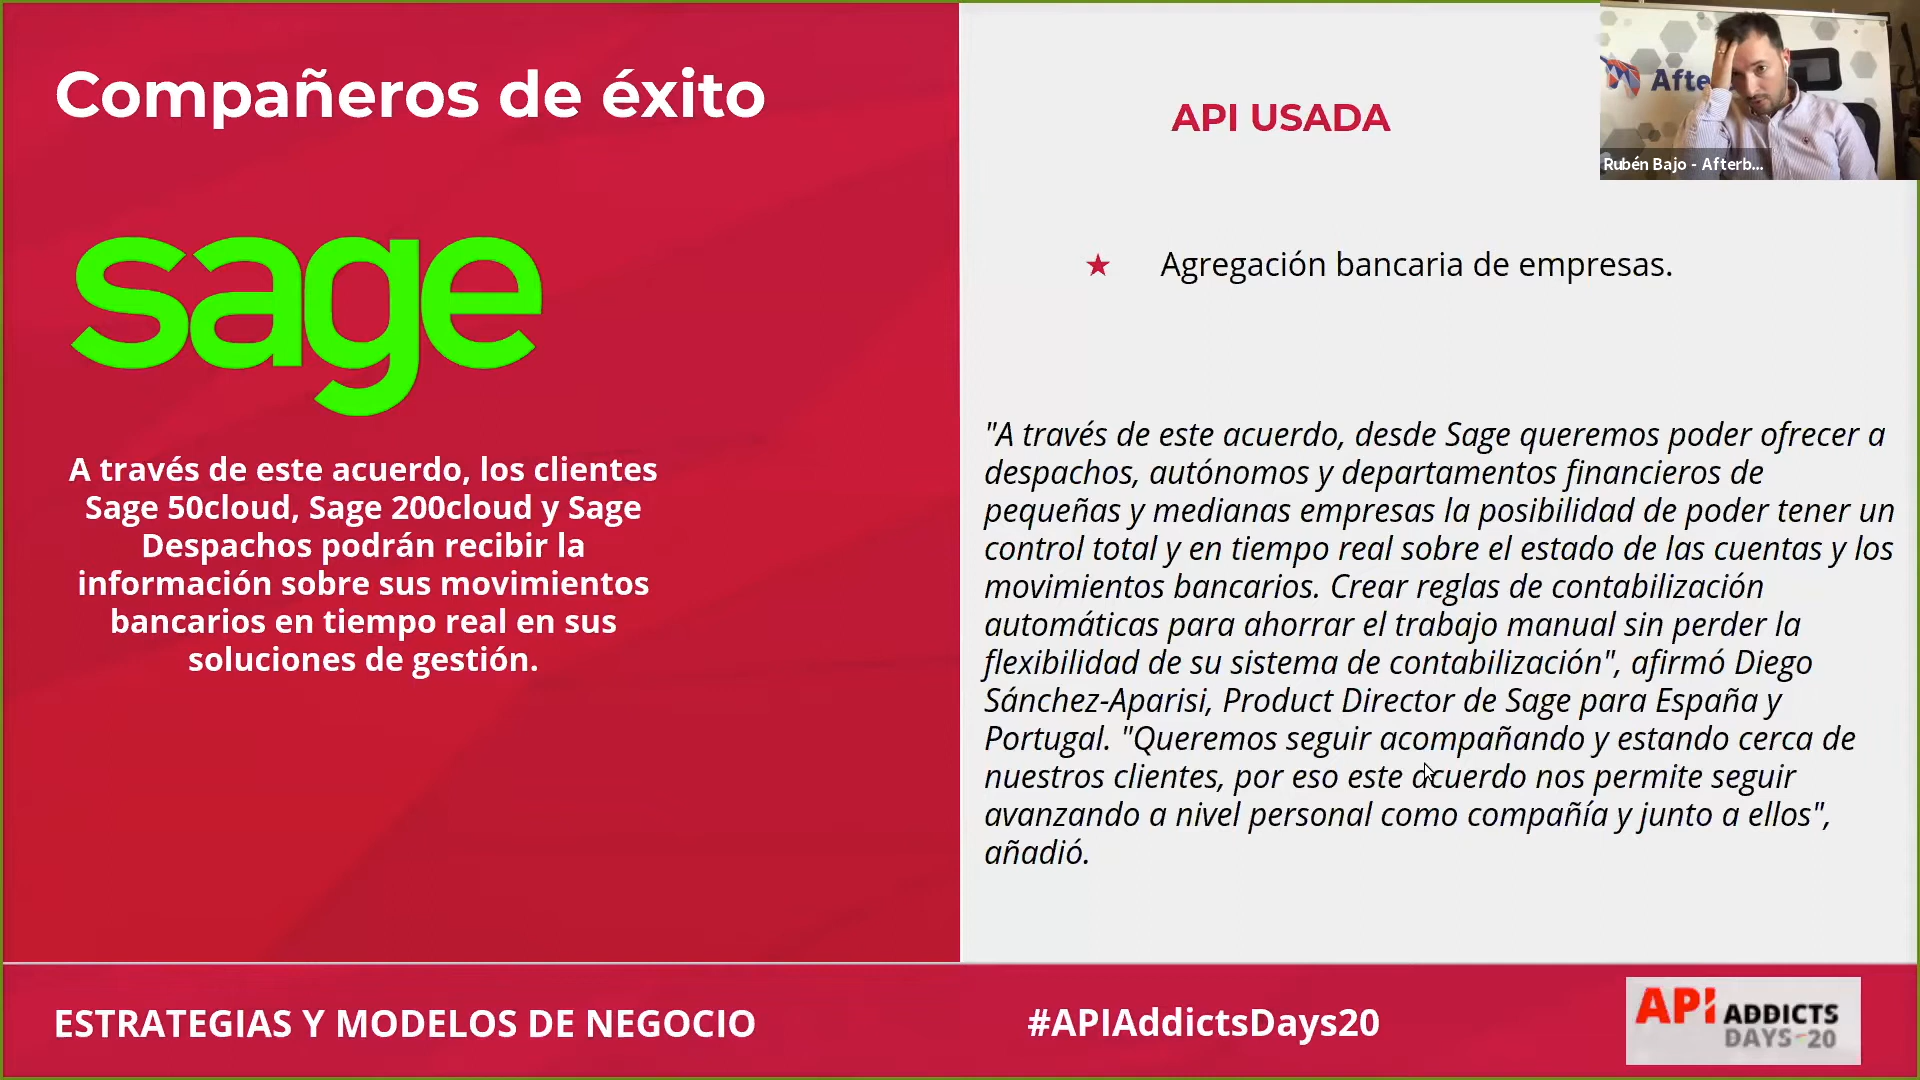 Compañeros de éxito
sage
A través de este acuerdo, los clientes
Sage 50cloud, Sage 200cloud y Sage
Despachos podrán recibir la
información sobre sus movimientos
bancarios en tiempo real en sus
soluciones de gestión.
API USADA
★ Agregación bancaria de empresas.
"A través de este acuerdo, desde Sage queremos poder ofrecer a
despachos, autónomos y departamentos financieros de
pequeñas y medianas empresas la posibilidad de poder tener un
control total y en tiempo real sobre el estado de las cuentas y los
movimientos bancarios. Crear reglas de contabilización
automáticas para ahorrar el trabajo manual sin perder la
flexibilidad de su sistema de contabilización", afirmó Diego
Sánchez-Aparisi, Product Director de Sage para España y
Portugal. "Queremos seguir acompañando y estando cerca de
nuestros clientes, por eso este acuerdo nos permite seguir
avanzando a nivel personal como compañía y junto a ellos",
añadió.
Afte
Rubén Bajo - Afterb...
ESTRATEGIAS Y MODELOS DE NEGOCIO
#APIAddictsDays20
API ADDICTS
DAYS-20